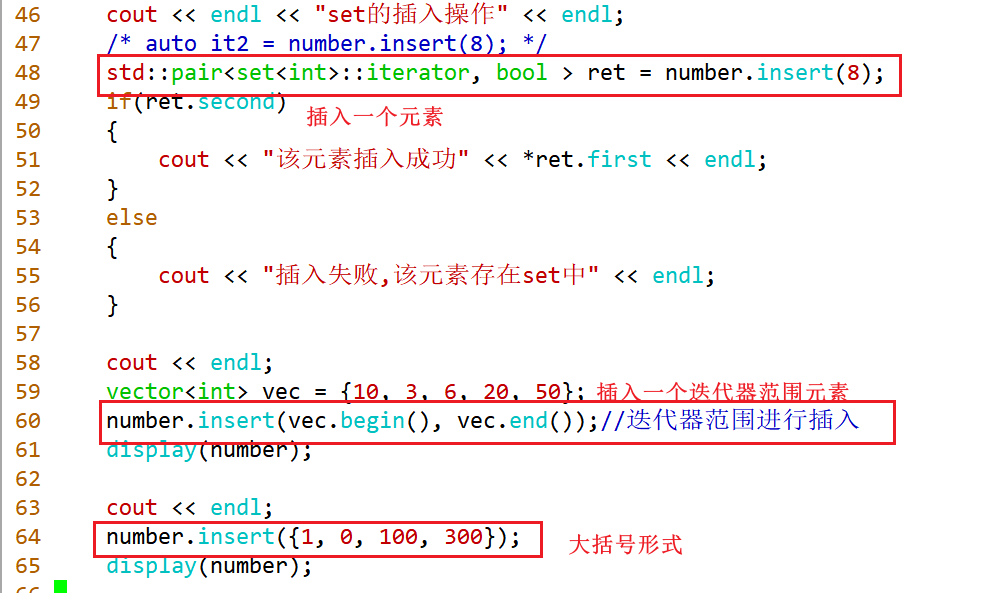 46 cout << endl << "set的插入操作" << endl;
47 /* auto it2 = number.insert(8); */
48 std::pair<set<int>::iterator, bool > ret = number.insert(8);
49 if(ret.second)
插入一个元素
50 {
51 cout << "该元素插入成功" << *ret.first << endl;
52 }
53 else
54 {
55 cout << "插入失败,该元素存在set中" << endl;
56 }
57
58 cout << endl;
59 vector<int> vec = {10, 3, 6, 20, 50}; 插入一个迭代器范围元素
60 number.insert(vec.begin(), vec.end());//迭代器范围进行插入
61 display(number);
62
63 cout << endl;
64 number.insert({1, 0, 100, 300}); 大括号形式
65 display(number);